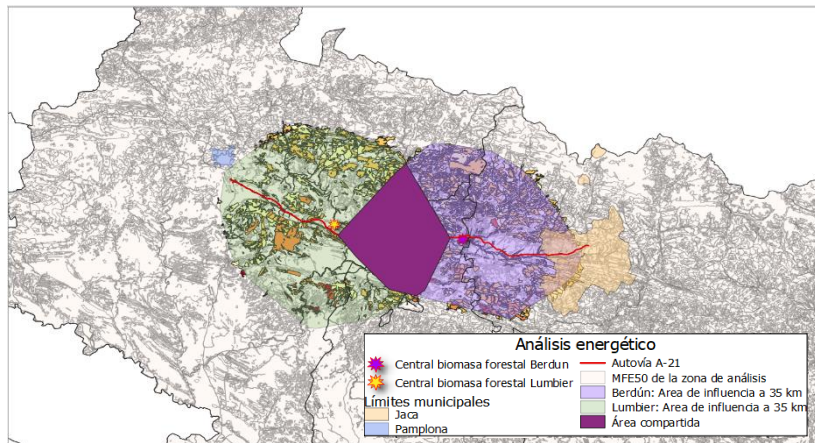 Análisis energético
Central biomasa forestal Berdun
Central biomasa forestal Lumbier
Límites municipales
Jaca
Pamplona
Autovía A-21
MFE50 de la zona de análisis
Berdún: Area de influencia a 35 km
Lumbier: Area de influencia a 35 km
Área compartida